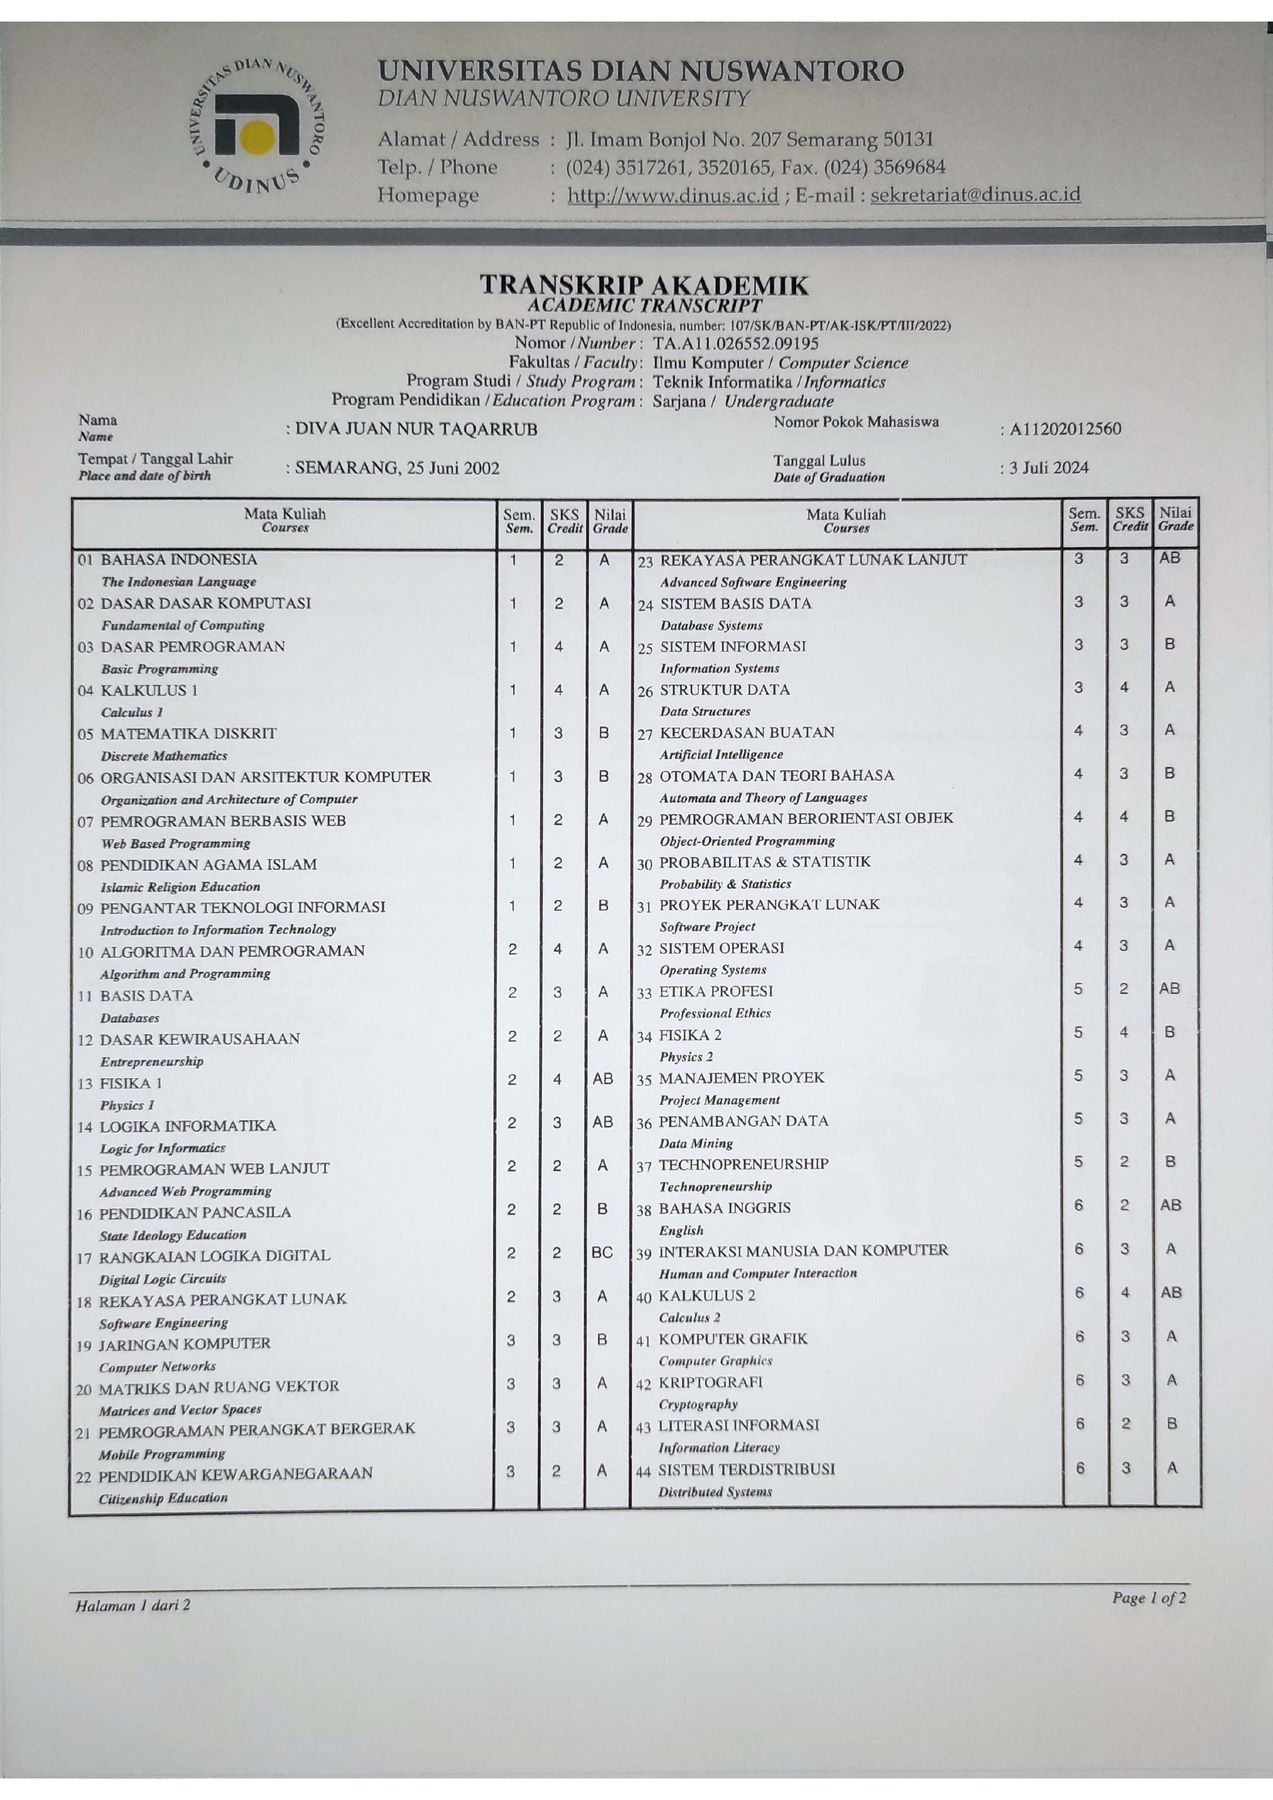 UNIVERSITAS DIAN NUSWANTORO
UDINUS
UNIVERSITAS DIAN NUSWANTORO
DIAN NUSWANTORO UNIVERSITY
Alamat / Address : Jl. Imam Bonjol No. 207 Semarang 50131
Telp. / Phone : (024) 3517261, 3520165, Fax. (024) 3569684
Homepage : http://www.dinus.ac.id ; E-mail : sekretariat@dinus.ac.id
TRANSKRIP AKADEMIK
ACADEMIC TRANSCRIPT
(Excellent Accreditation by BAN-PT Republic of Indonesia, number: 107/SK/BAN-PT/AK-ISK/PT/III/2022)
Nomor / Number : TA.A11.026552.09195
Fakultas / Faculty : Ilmu Komputer / Computer Science
Program Studi / Study Program : Teknik Informatika / Informatics
Program Pendidikan / Education Program : Sarjana / Undergraduate
Nama : DIVA JUAN NUR TAQARRUB Nomor Pokok Mahasiswa : A11202012560
Name
Tempat / Tanggal Lahir : SEMARANG, 25 Juni 2002 Tanggal Lulus : 3 Juli 2024
Place and date of birth Date of Graduation
Mata Kuliah Sem. SKS Nilai
Courses Sem. Credit Grade
01 BAHASA INDONESIA 1 2 A
The Indonesian Language
02 DASAR DASAR KOMPUTASI 1 2 A
Fundamental of Computing
03 DASAR PEMROGRAMAN 1 4 A
Basic Programming
04 KALKULUS 1 1 4 A
Calculus 1
05 MATEMATIKA DISKRIT 1 3 B
Discrete Mathematics
06 ORGANISASI DAN ARSITEKTUR KOMPUTER 1 3 B
Organization and Architecture of Computer
07 PEMROGRAMAN BERBASIS WEB 1 2 A
Web Based Programming
08 PENDIDIKAN AGAMA ISLAM 1 2 A
Islamic Religion Education
09 PENGANTAR TEKNOLOGI INFORMASI 1 2 B
Introduction to Information Technology
10 ALGORITMA DAN PEMROGRAMAN 2 4 A
Algorithm and Programming
11 BASIS DATA 2 3 A
Databases
12 DASAR KEWIRAUSAHAAN 2 2 A
Entrepreneurship
13 FISIKA 1 2 4 AB
Physics 1
14 LOGIKA INFORMATIKA 2 3 AB
Logic for Informatics
15 PEMROGRAMAN WEB LANJUT 2 2 A
Advanced Web Programming
16 PENDIDIKAN PANCASILA 2 2 B
State Ideology Education
17 RANGKAIAN LOGIKA DIGITAL 2 2 BC
Digital Logic Circuits
18 REKAYASA PERANGKAT LUNAK 2 3 A
Software Engineering
19 JARINGAN KOMPUTER 3 3 B
Computer Networks
20 MATRIKS DAN RUANG VEKTOR 3 3 A
Matrices and Vector Spaces
21 PEMROGRAMAN PERANGKAT BERGERAK 3 3 A
Mobile Programming
22 PENDIDIKAN KEWARGANEGARAAN 3 2 A
Citizenship Education
Mata Kuliah Sem. SKS Nilai
Courses Sem. Credit Grade
23 REKAYASA PERANGKAT LUNAK LANJUT 3 3 AB
Advanced Software Engineering
24 SISTEM BASIS DATA 3 3 A
Database Systems
25 SISTEM INFORMASI 3 3 B
Information Systems
26 STRUKTUR DATA 3 4 A
Data Structures
27 KECERDASAN BUATAN 4 3 A
Artificial Intelligence
28 OTOMATA DAN TEORI BAHASA 4 3 B
Automata and Theory of Languages
29 PEMROGRAMAN BERORIENTASI OBJEK 4 4 B
Object-Oriented Programming
30 PROBABILITAS & STATISTIK 4 3 A
Probability & Statistics
31 PROYEK PERANGKAT LUNAK 4 3 A
Software Project
32 SISTEM OPERASI 4 3 A
Operating Systems
33 ETIKA PROFESI 5 2 AB
Professional Ethics
34 FISIKA 2 5 4 B
Physics 2
35 MANAJEMEN PROYEK 5 3 A
Project Management
36 PENAMBANGAN DATA 5 3 A
Data Mining
37 TECHNOPRENEURSHIP 5 2 B
Technopreneurship
38 BAHASA INGGRIS 6 2 AB
English
39 INTERAKSI MANUSIA DAN KOMPUTER 6 3 A
Human and Computer Interaction
40 KALKULUS 2 6 4 AB
Calculus 2
41 KOMPUTER GRAFIK 6 3 A
Computer Graphics
42 KRIPTOGRAFI 6 3 A
Cryptography
43 LITERASI INFORMASI 6 2 B
Information Literacy
44 SISTEM TERDISTRIBUSI 6 3 A
Distributed Systems
Halaman 1 dari 2 Page 1 of 2